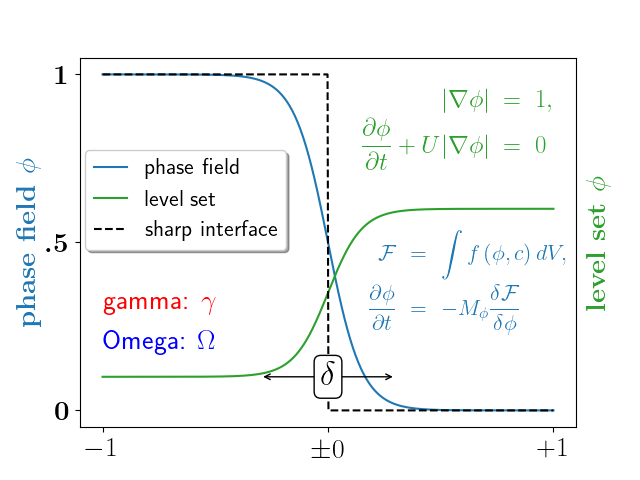 1
.5
0
phase field ϕ
level set ϕ
phase field
level set
sharp interface
|∇ϕ| = 1,
∂ϕ/∂t + U|∇ϕ| = 0
ℱ = ∫ f (ϕ, c) dV,
∂ϕ/∂t = −M_ϕ δℱ/δϕ
gamma: γ
Omega: Ω
δ
−1
±0
+1